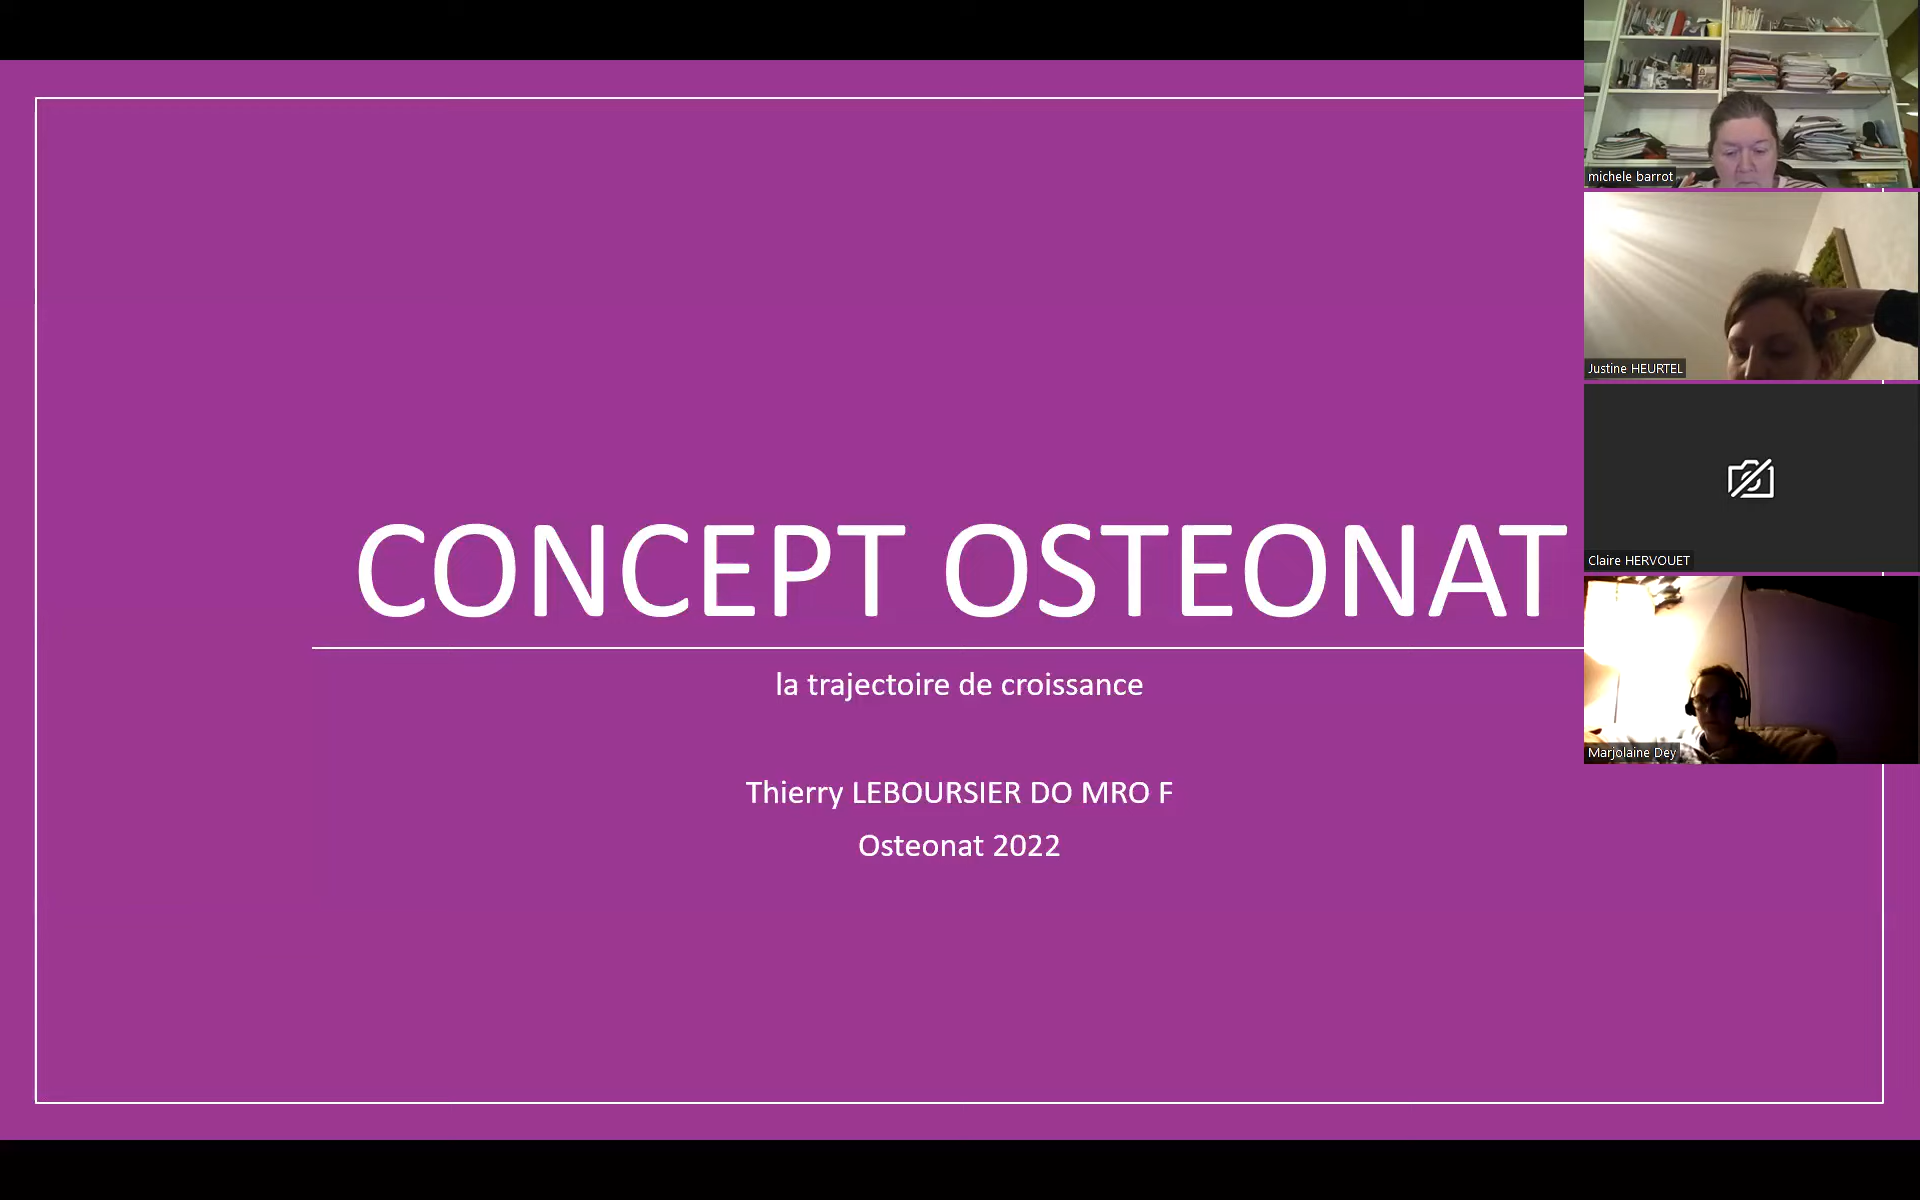 CONCEPT OSTEONAT
la trajectoire de croissance
Thierry LEBOURSIER DO MRO F
Osteonat 2022
michele barrot
Justine HEURTEL
Claire HERVOUET
Marjolaine Dey